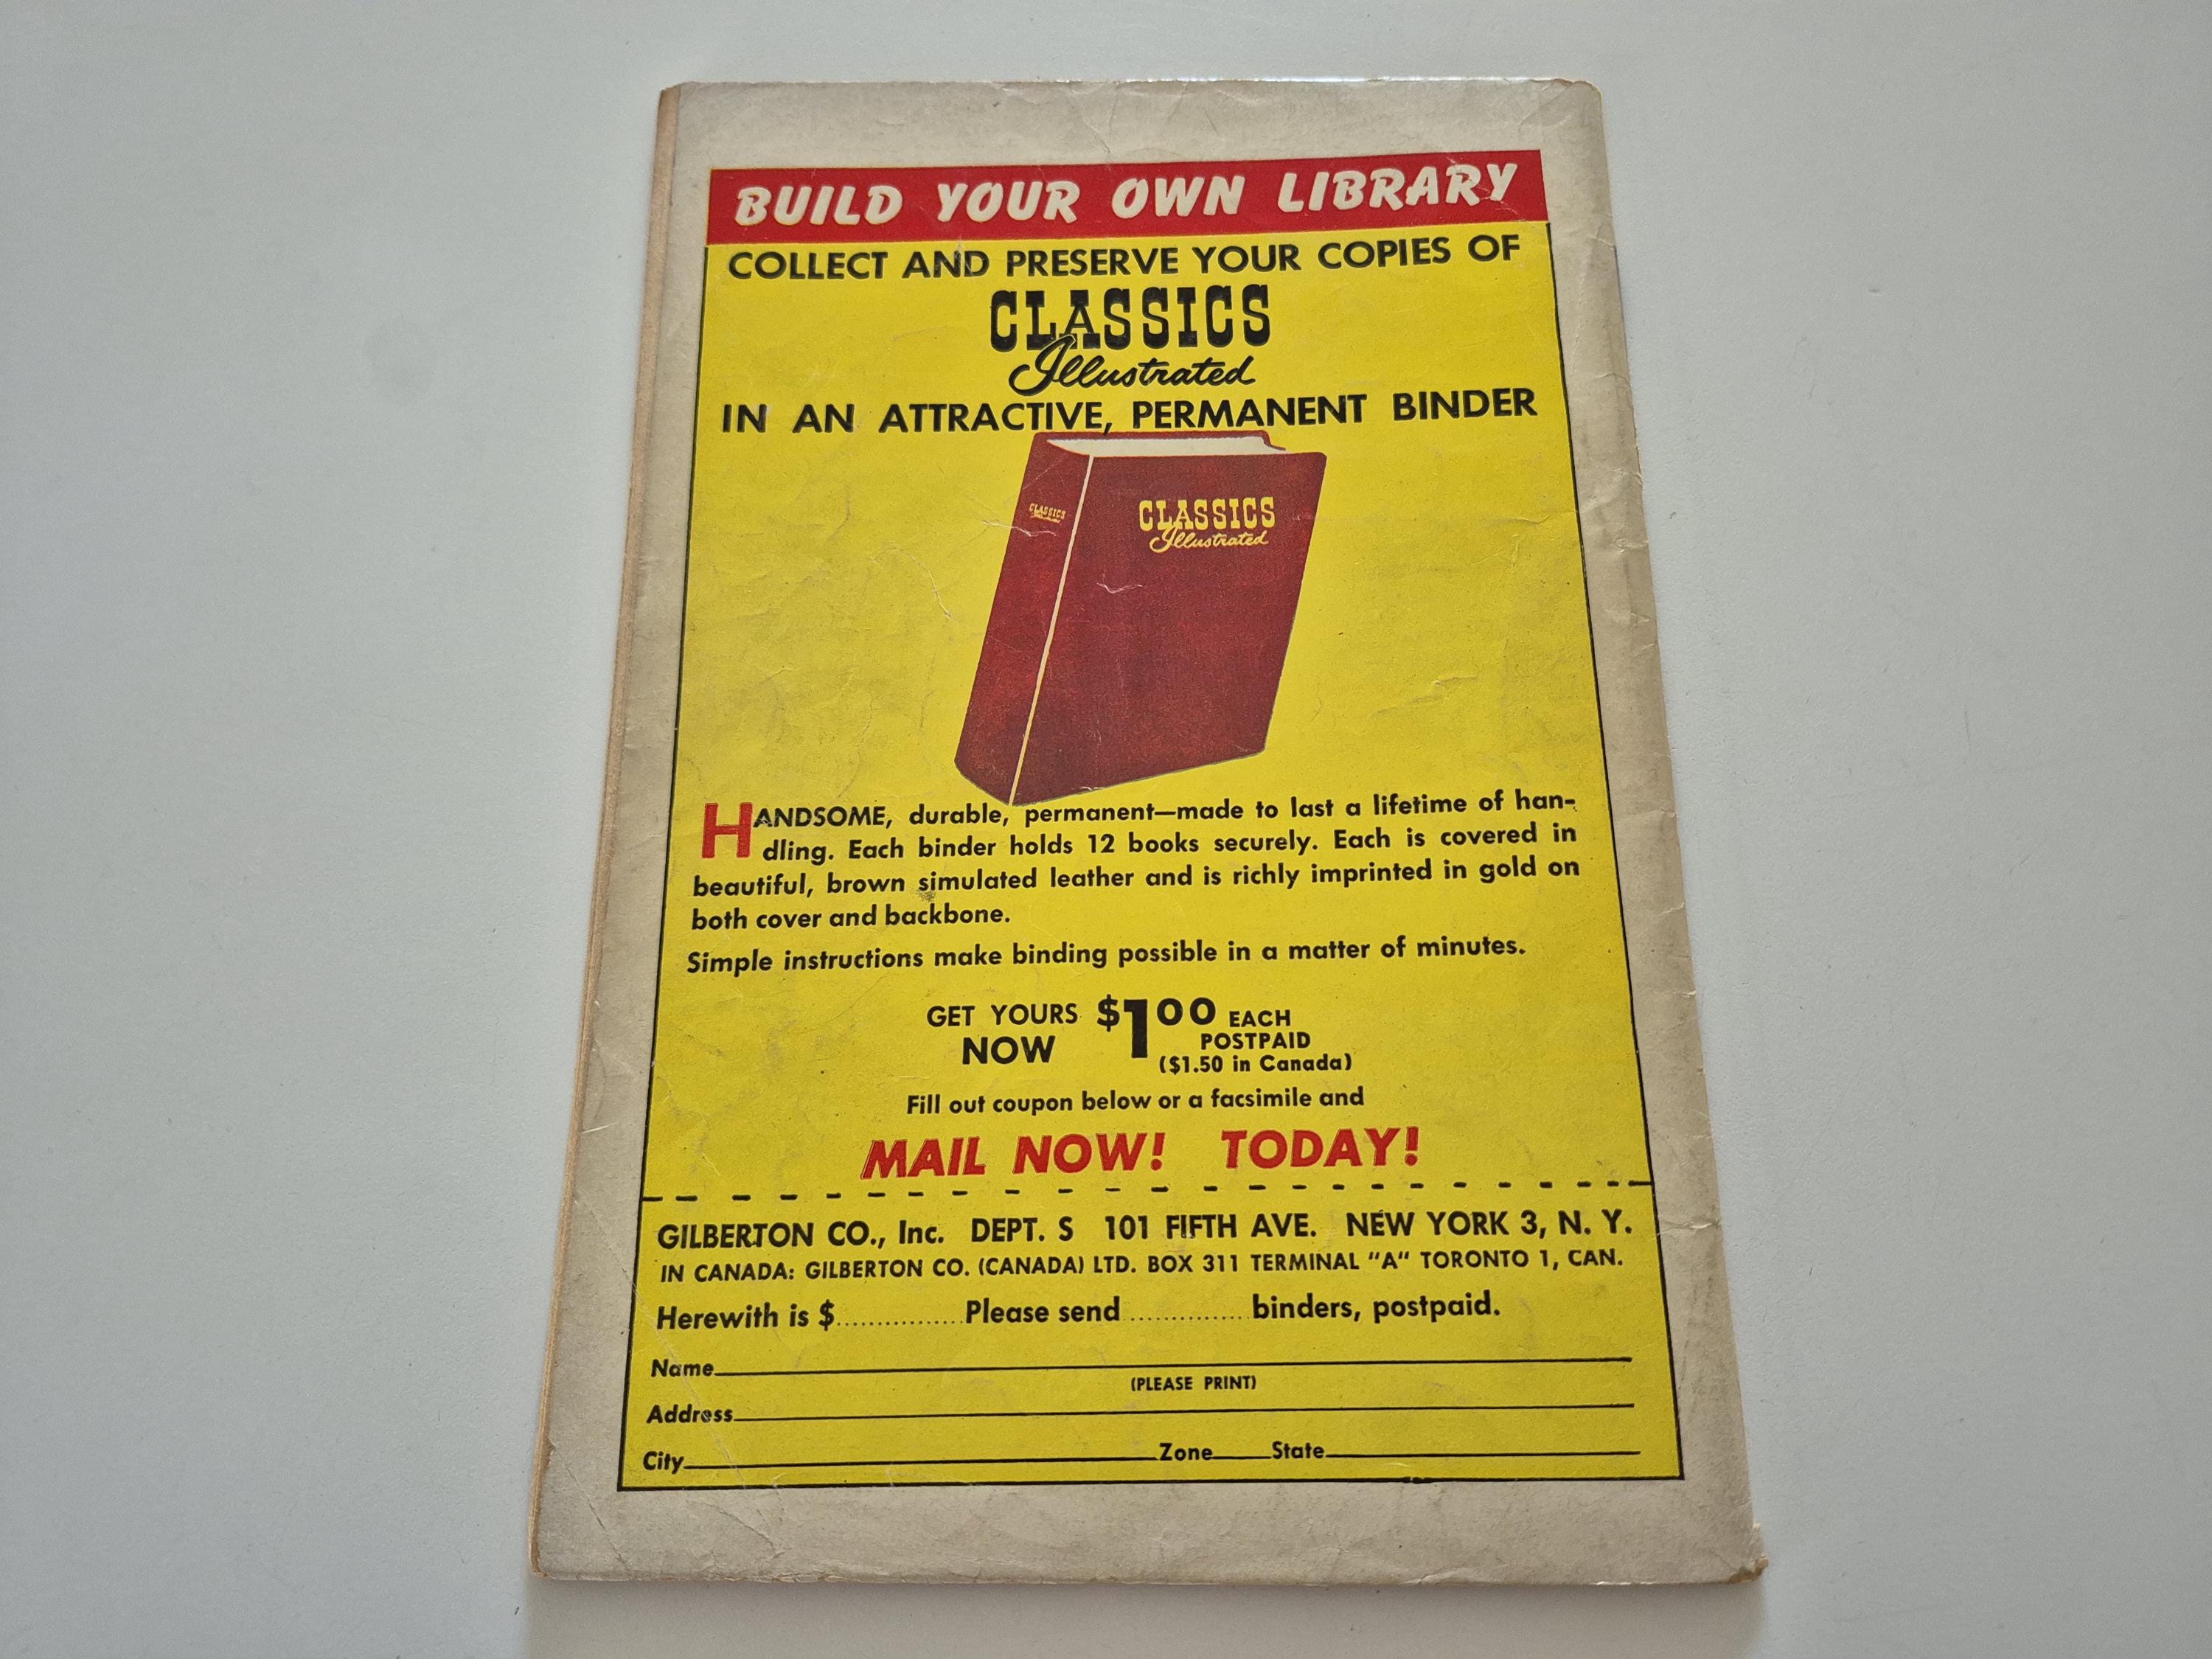 BUILD YOUR OWN LIBRARY
COLLECT AND PRESERVE YOUR COPIES OF
CLASSICS
Illustrated
IN AN ATTRACTIVE, PERMANENT BINDER
CLASSICS
CLASSICS
Illustrated
HANDSOME, durable, permanent—made to last a lifetime of han-
dling. Each binder holds 12 books securely. Each is covered in
beautiful, brown simulated leather and is richly imprinted in gold on
both cover and backbone.
Simple instructions make binding possible in a matter of minutes.
GET YOURS NOW $1.00 EACH
POSTPAID
($1.50 in Canada)
Fill out coupon below or a facsimile and
MAIL NOW! TODAY!
GILBERTON CO., Inc. DEPT. S 101 FIFTH AVE. NEW YORK 3, N. Y.
IN CANADA: GILBERTON CO. (CANADA) LTD. BOX 311 TERMINAL "A" TORONTO 1, CAN.
Herewith is $............... Please send .............. binders, postpaid.
Name
(PLEASE PRINT)
Address
City Zone State